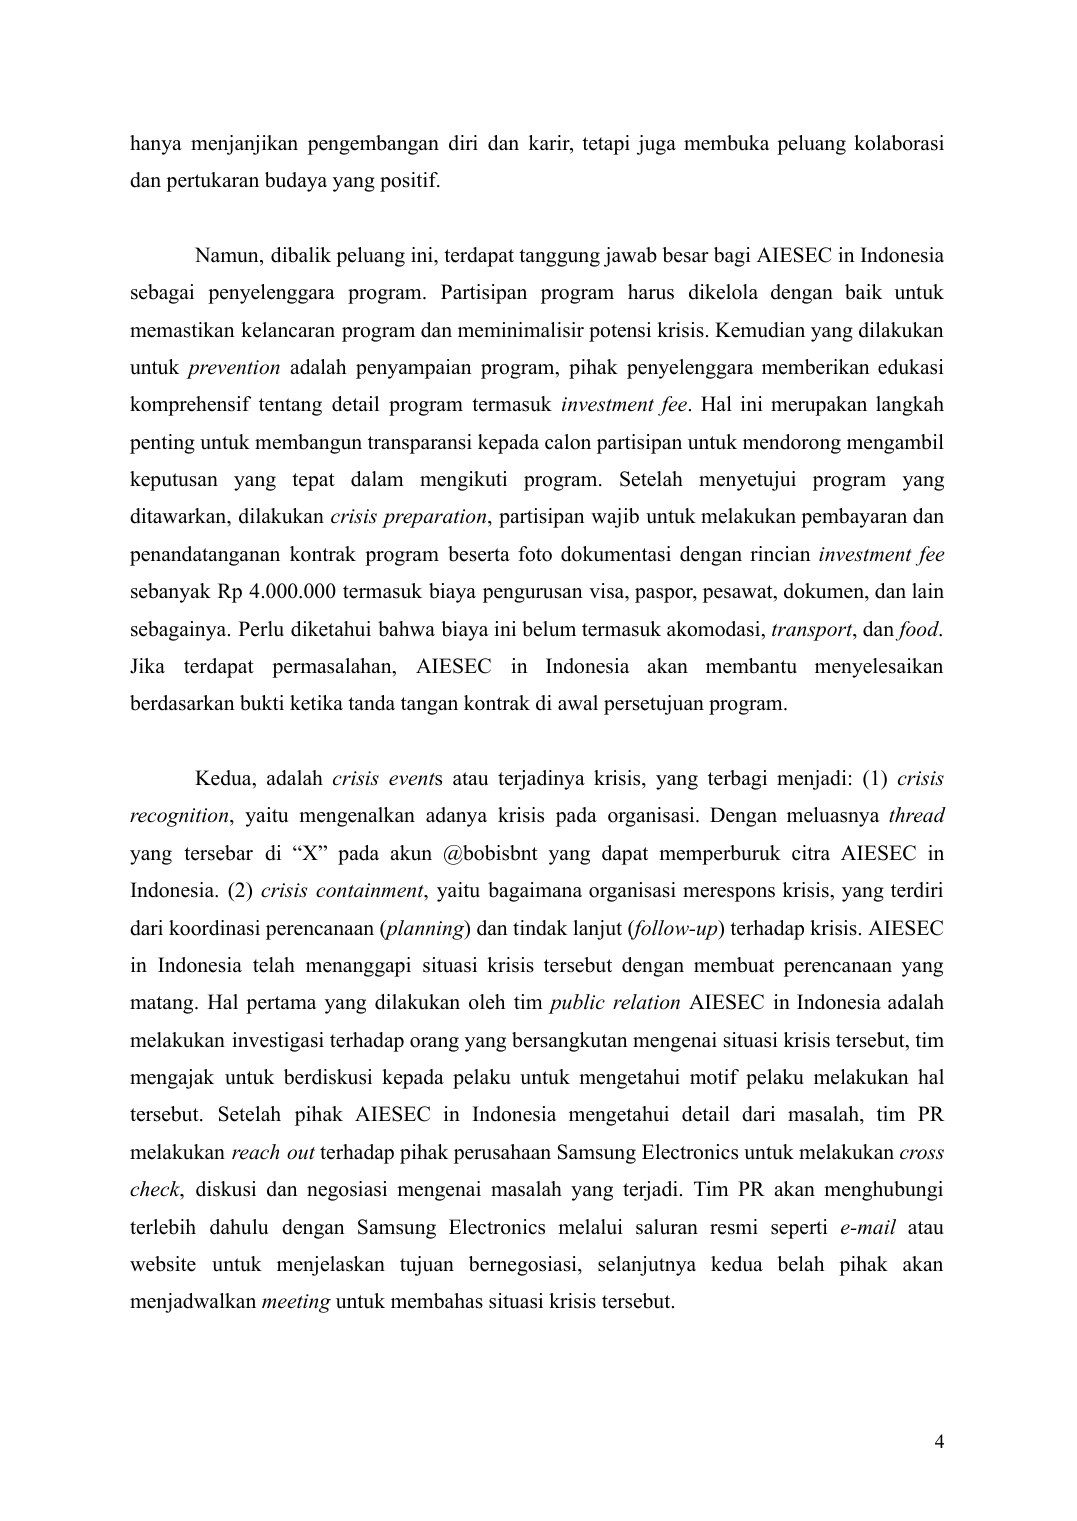 hanya menjanjikan pengembangan diri dan karir, tetapi juga membuka peluang kolaborasi
dan pertukaran budaya yang positif.
Namun, dibalik peluang ini, terdapat tanggung jawab besar bagi AIESEC in Indonesia
sebagai penyelenggara program. Partisipan program harus dikelola dengan baik untuk
memastikan kelancaran program dan meminimalisir potensi krisis. Kemudian yang dilakukan
untuk prevention adalah penyampaian program, pihak penyelenggara memberikan edukasi
komprehensif tentang detail program termasuk investment fee. Hal ini merupakan langkah
penting untuk membangun transparansi kepada calon partisipan untuk mendorong mengambil
keputusan yang tepat dalam mengikuti program. Setelah menyetujui program yang
ditawarkan, dilakukan crisis preparation, partisipan wajib untuk melakukan pembayaran dan
penandatanganan kontrak program beserta foto dokumentasi dengan rincian investment fee
sebanyak Rp 4.000.000 termasuk biaya pengurusan visa, paspor, pesawat, dokumen, dan lain
sebagainya. Perlu diketahui bahwa biaya ini belum termasuk akomodasi, transport, dan food.
Jika terdapat permasalahan, AIESEC in Indonesia akan membantu menyelesaikan
berdasarkan bukti ketika tanda tangan kontrak di awal persetujuan program.
Kedua, adalah crisis events atau terjadinya krisis, yang terbagi menjadi: (1) crisis
recognition, yaitu mengenalkan adanya krisis pada organisasi. Dengan meluasnya thread
yang tersebar di “X” pada akun @bobisbnt yang dapat memperburuk citra AIESEC in
Indonesia. (2) crisis containment, yaitu bagaimana organisasi merespons krisis, yang terdiri
dari koordinasi perencanaan (planning) dan tindak lanjut (follow-up) terhadap krisis. AIESEC
in Indonesia telah menanggapi situasi krisis tersebut dengan membuat perencanaan yang
matang. Hal pertama yang dilakukan oleh tim public relation AIESEC in Indonesia adalah
melakukan investigasi terhadap orang yang bersangkutan mengenai situasi krisis tersebut, tim
mengajak untuk berdiskusi kepada pelaku untuk mengetahui motif pelaku melakukan hal
tersebut. Setelah pihak AIESEC in Indonesia mengetahui detail dari masalah, tim PR
melakukan reach out terhadap pihak perusahaan Samsung Electronics untuk melakukan cross
check, diskusi dan negosiasi mengenai masalah yang terjadi. Tim PR akan menghubungi
terlebih dahulu dengan Samsung Electronics melalui saluran resmi seperti e-mail atau
website untuk menjelaskan tujuan bernegosiasi, selanjutnya kedua belah pihak akan
menjadwalkan meeting untuk membahas situasi krisis tersebut.
4